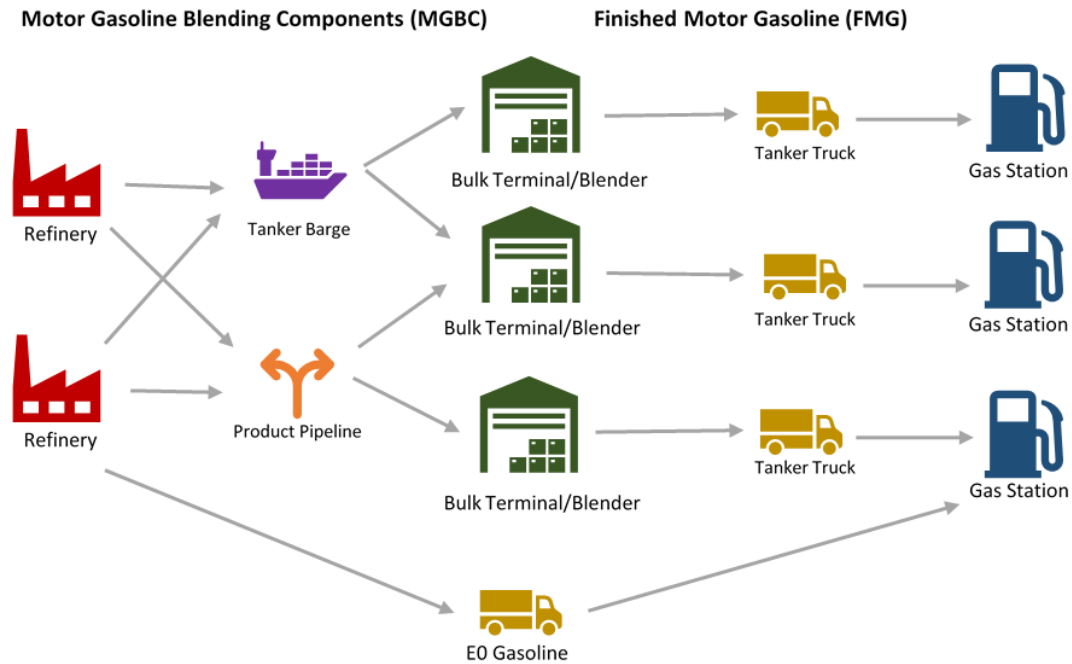 Motor Gasoline Blending Components (MGBC)
Finished Motor Gasoline (FMG)
Tanker Truck
Gas Station
Bulk Terminal/Blender
Refinery
Tanker Barge
Tanker Truck
Gas Station
Bulk Terminal/Blender
Refinery
Product Pipeline
Tanker Truck
Gas Station
Bulk Terminal/Blender
E0 Gasoline